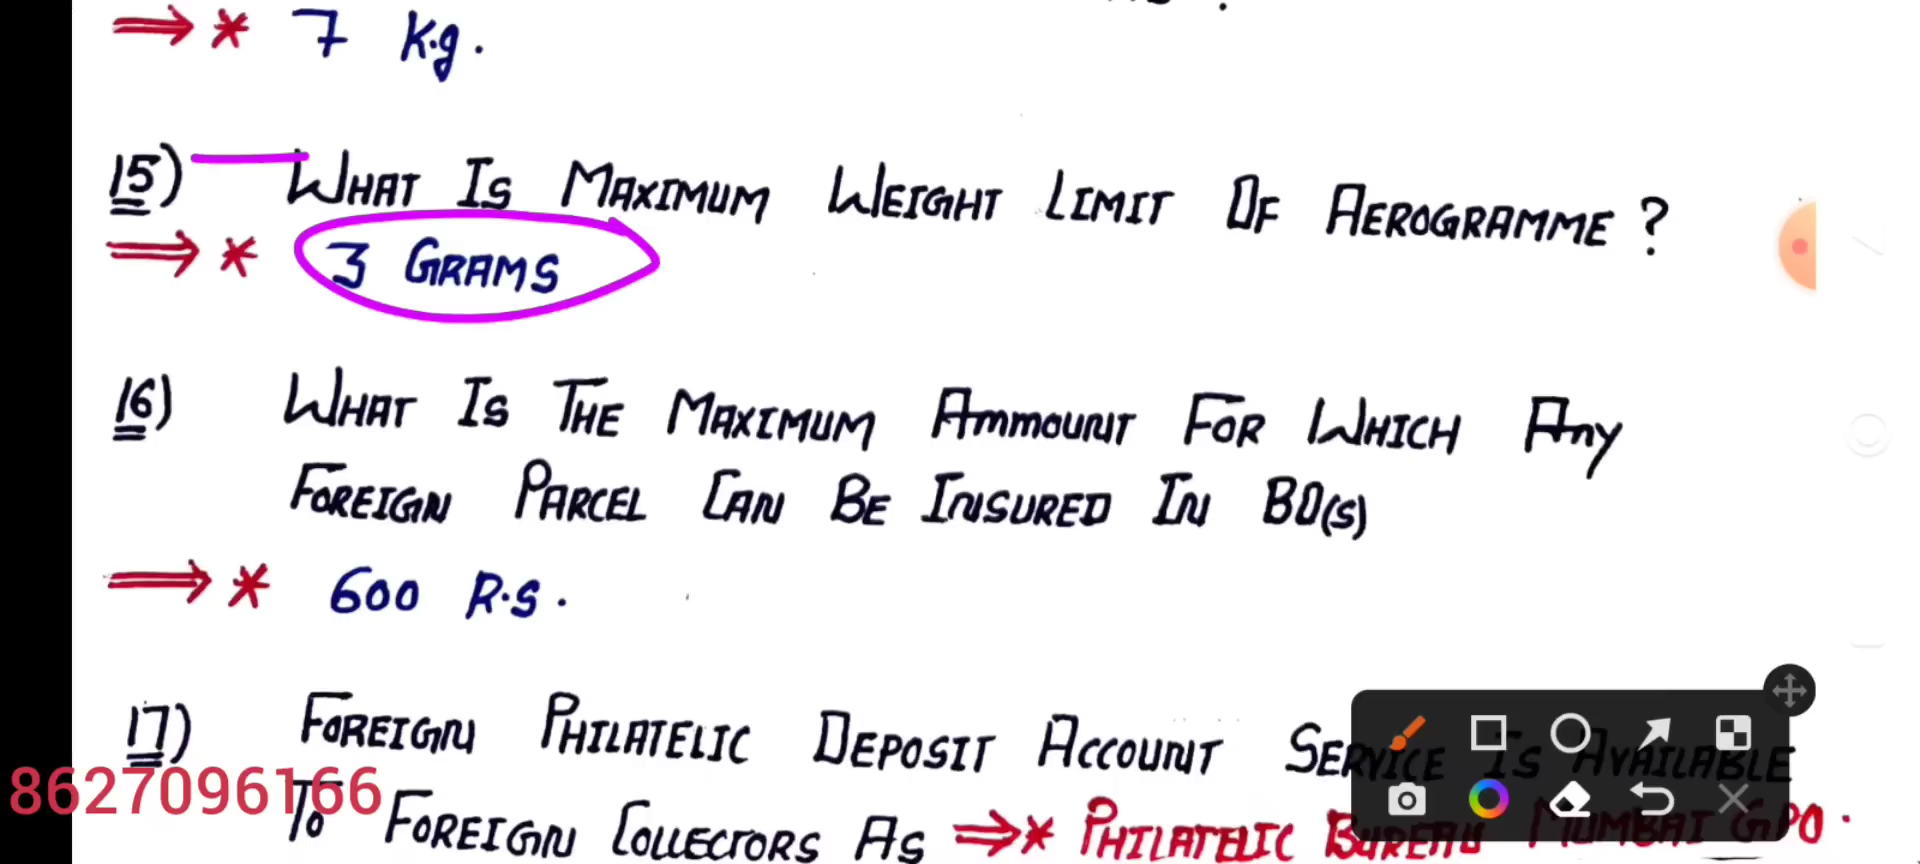 ⇒ * 7 K.g.
15) WHAT IS MAXIMUM WEIGHT LIMIT OF AEROGRAMME ?
⇒ * 3 GRAMS
16) WHAT IS THE MAXIMUM AMMOUNT FOR WHICH ANY
FOREIGN PARCEL CAN BE INSURED IN BO(S)
⇒ * 600 R.S.
17) FOREIGN PHILATELIC DEPOSIT ACCOUNT SERVICE IS AVAILABLE
8627096166
TO FOREIGN COLLECTORS AS ⇒* PHILATELIC BUREAU MUMBAI GPO.